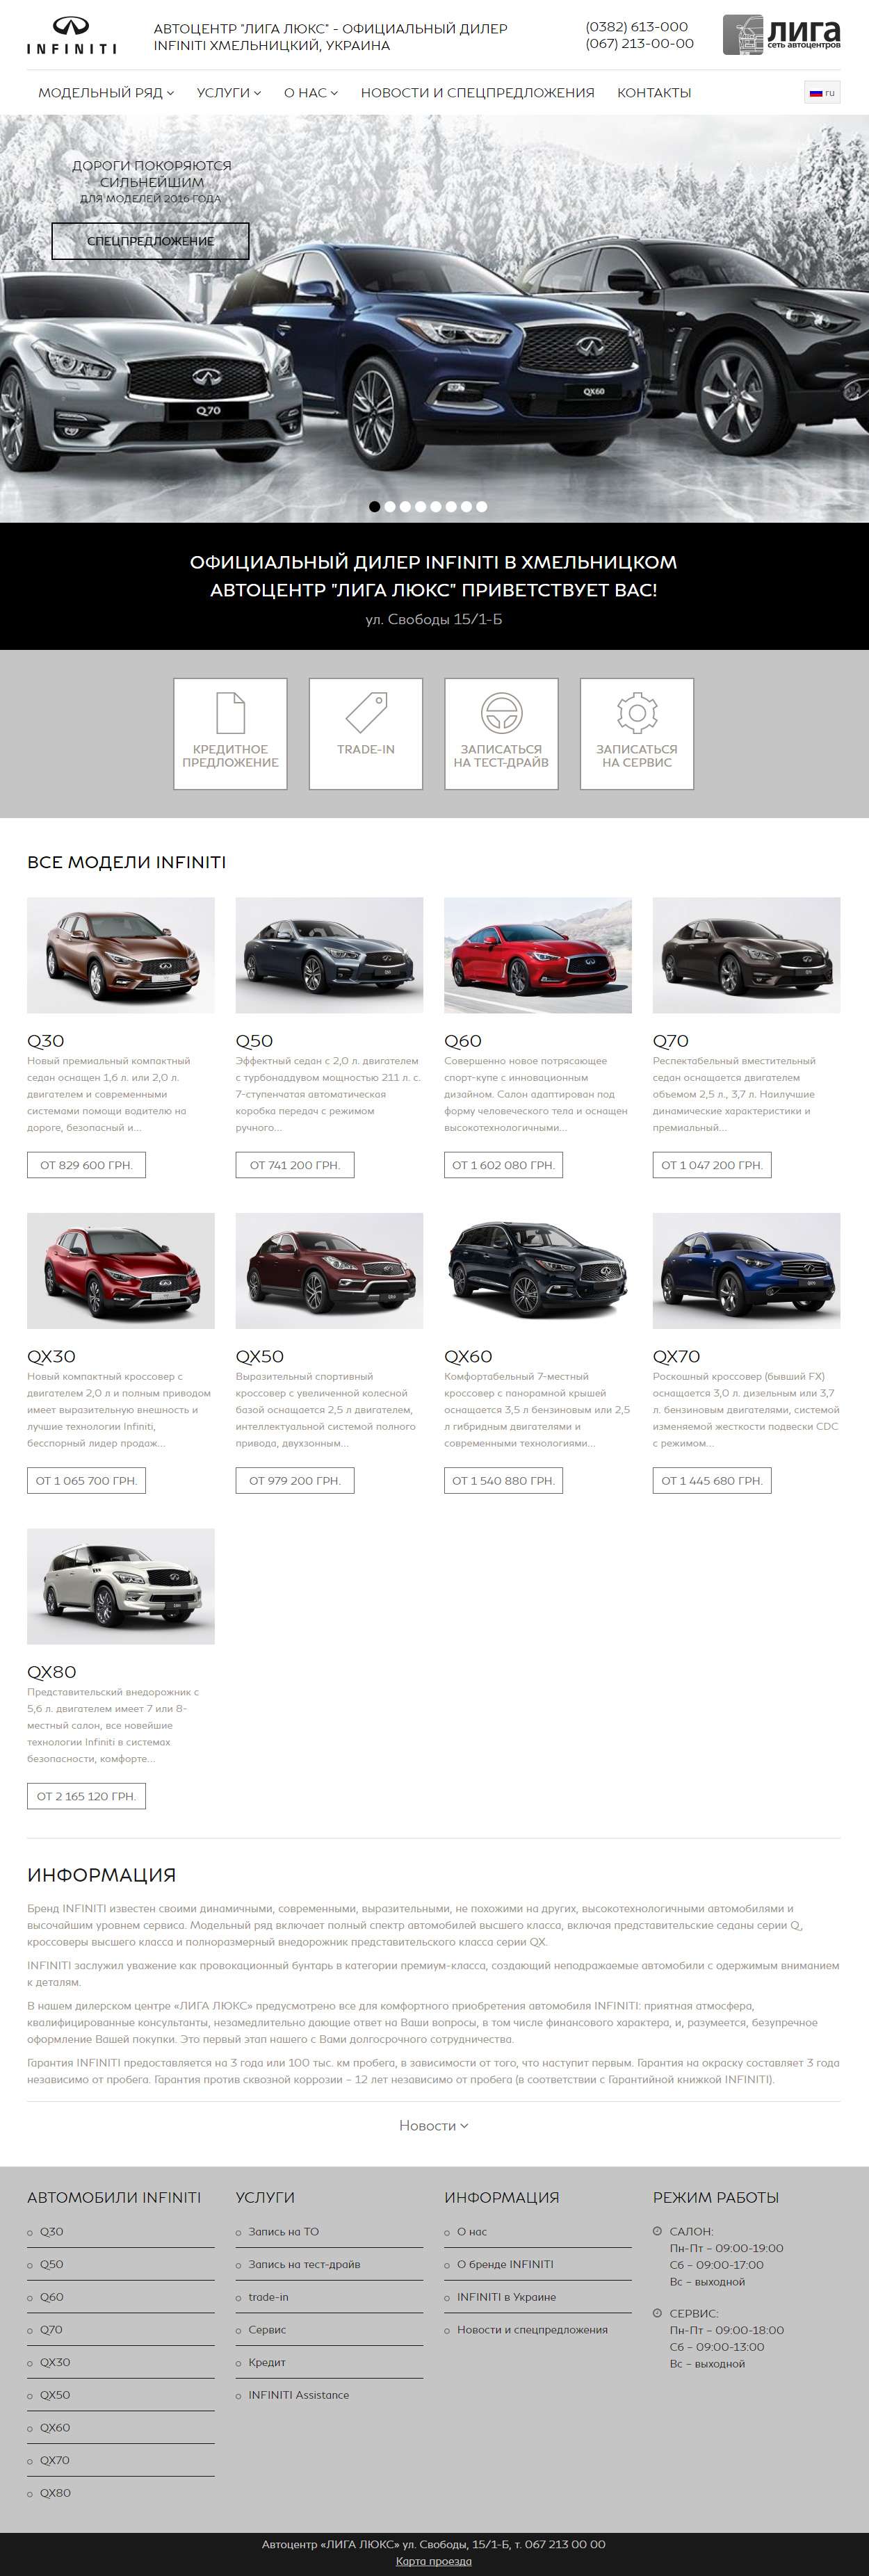 INFINITI
АВТОЦЕНТР "ЛИГА ЛЮКС" - ОФИЦИАЛЬНЫЙ ДИЛЕР
INFINITI ХМЕЛЬНИЦКИЙ, УКРАИНА
(0382) 613-000
(067) 213-00-00
лига
сеть автоцентров
МОДЕЛЬНЫЙ РЯД УСЛУГИ О НАС НОВОСТИ И СПЕЦПРЕДЛОЖЕНИЯ КОНТАКТЫ ru
ДОРОГИ ПОКОРЯЮТСЯ
СИЛЬНЕЙШИМ
ДЛЯ МОДЕЛЕЙ 2016 ГОДА
СПЕЦПРЕДЛОЖЕНИЕ
Q70
QX60
ОФИЦИАЛЬНЫЙ ДИЛЕР INFINITI В ХМЕЛЬНИЦКОМ
АВТОЦЕНТР "ЛИГА ЛЮКС" ПРИВЕТСТВУЕТ ВАС!
ул. Свободы 15/1-Б
КРЕДИТНОЕ
ПРЕДЛОЖЕНИЕ
TRADE-IN
ЗАПИСАТЬСЯ
НА ТЕСТ-ДРАЙВ
ЗАПИСАТЬСЯ
НА СЕРВИС
ВСЕ МОДЕЛИ INFINITI
Q30
Новый премиальный компактный
седан оснащен 1,6 л. или 2,0 л.
двигателем и современными
системами помощи водителю на
дороге, безопасный и...
ОТ 829 600 ГРН.
Q50
Эффектный седан с 2,0 л. двигателем
с турбонаддувом мощностью 211 л. с.
7-ступенчатая автоматическая
коробка передач с режимом
ручного...
ОТ 741 200 ГРН.
Q60
Совершенно новое потрясающее
спорт-купе с инновационным
дизайном. Салон адаптирован под
форму человеческого тела и оснащен
высокотехнологичными...
ОТ 1 602 080 ГРН.
Q70
Респектабельный вместительный
седан оснащается двигателем
объемом 2,5 л., 3,7 л. Наилучшие
динамические характеристики и
премиальный...
ОТ 1 047 200 ГРН.
QX30
Новый компактный кроссовер с
двигателем 2,0 л и полным приводом
имеет выразительную внешность и
лучшие технологии Infiniti,
бесспорный лидер продаж...
ОТ 1 065 700 ГРН.
QX50
Выразительный спортивный
кроссовер с увеличенной колесной
базой оснащается 2,5 л двигателем,
интеллектуальной системой полного
привода, двухзонным...
ОТ 979 200 ГРН.
QX60
Комфортабельный 7-местный
кроссовер с панорамной крышей
оснащается 3,5 л бензиновым или 2,5
л гибридным двигателями и
современными технологиями...
ОТ 1 540 880 ГРН.
QX70
Роскошный кроссовер (бывший FX)
оснащается 3,0 л. дизельным или 3,7
л. бензиновым двигателями, системой
изменяемой жесткости подвески CDC
с режимом...
ОТ 1 445 680 ГРН.
QX80
Представительский внедорожник с
5,6 л. двигателем имеет 7 или 8-
местный салон, все новейшие
технологии Infiniti в системах
безопасности, комфорте...
ОТ 2 165 120 ГРН.
ИНФОРМАЦИЯ
Бренд INFINITI известен своими динамичными, современными, выразительными, не похожими на других, высокотехнологичными автомобилями и
высочайшим уровнем сервиса. Модельный ряд включает полный спектр автомобилей высшего класса, включая представительские седаны серии Q,
кроссоверы высшего класса и полноразмерный внедорожник представительского класса серии QX.
INFINITI заслужил уважение как провокационный бунтарь в категории премиум-класса, создающий неподражаемые автомобили с одержимым вниманием
к деталям.
В нашем дилерском центре «ЛИГА ЛЮКС» предусмотрено все для комфортного приобретения автомобиля INFINITI: приятная атмосфера,
квалифицированные консультанты, незамедлительно дающие ответ на Ваши вопросы, в том числе финансового характера, и, разумеется, безупречное
оформление Вашей покупки. Это первый этап нашего с Вами долгосрочного сотрудничества.
Гарантия INFINITI предоставляется на 3 года или 100 тыс. км пробега, в зависимости от того, что наступит первым. Гарантия на окраску составляет 3 года
независимо от пробега. Гарантия против сквозной коррозии – 12 лет независимо от пробега (в соответствии с Гарантийной книжкой INFINITI).
Новости
АВТОМОБИЛИ INFINITI
Q30
Q50
Q60
Q70
QX30
QX50
QX60
QX70
QX80
УСЛУГИ
Запись на ТО
Запись на тест-драйв
trade-in
Сервис
Кредит
INFINITI Assistance
ИНФОРМАЦИЯ
О нас
О бренде INFINITI
INFINITI в Украине
Новости и спецпредложения
РЕЖИМ РАБОТЫ
САЛОН:
Пн-Пт – 09:00-19:00
Сб – 09:00-17:00
Вс – выходной
СЕРВИС:
Пн-Пт – 09:00-18:00
Сб – 09:00-13:00
Вс – выходной
Автоцентр «ЛИГА ЛЮКС» ул. Свободы, 15/1-Б, т. 067 213 00 00
Карта проезда